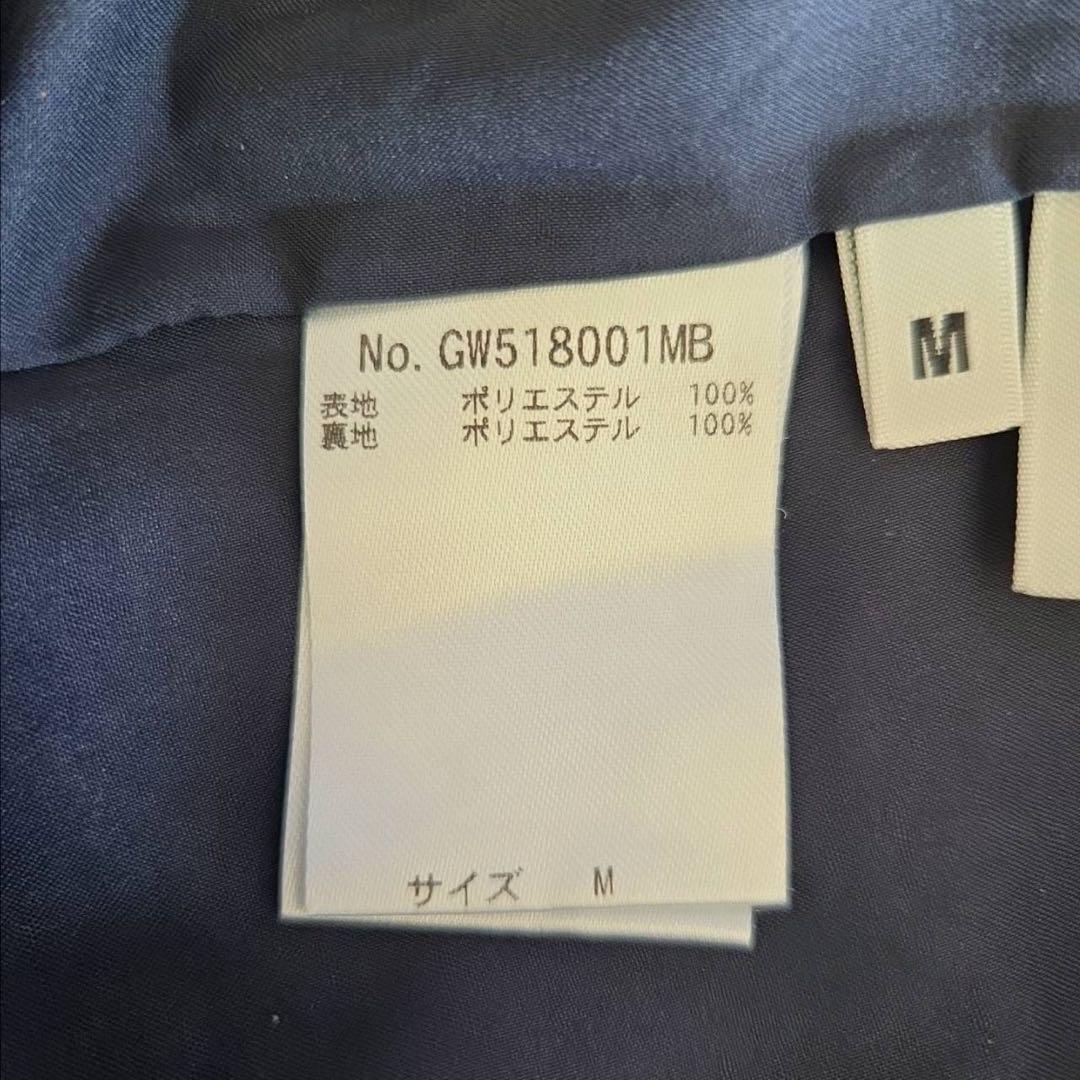 No. GW518001MB
表地 ポリエステル 100%
裏地 ポリエステル 100%
サイズ M
M